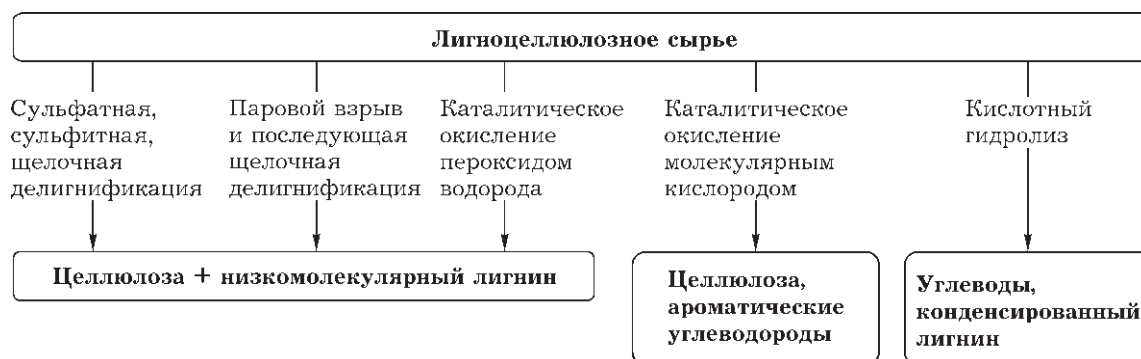 Лигноцеллюлозное сырье
Сульфатная,
сульфитная,
щелочная
делигнификация
Паровой взрыв
и последующая
щелочная
делигнификация
Каталитическое
окисление
пероксидом
водорода
Каталитическое
окисление
молекулярным
кислородом
Кислотный
гидролиз
Целлюлоза + низкомолекулярный лигнин
Целлюлоза,
ароматические
углеводороды
Углеводы,
конденсированный
лигнин